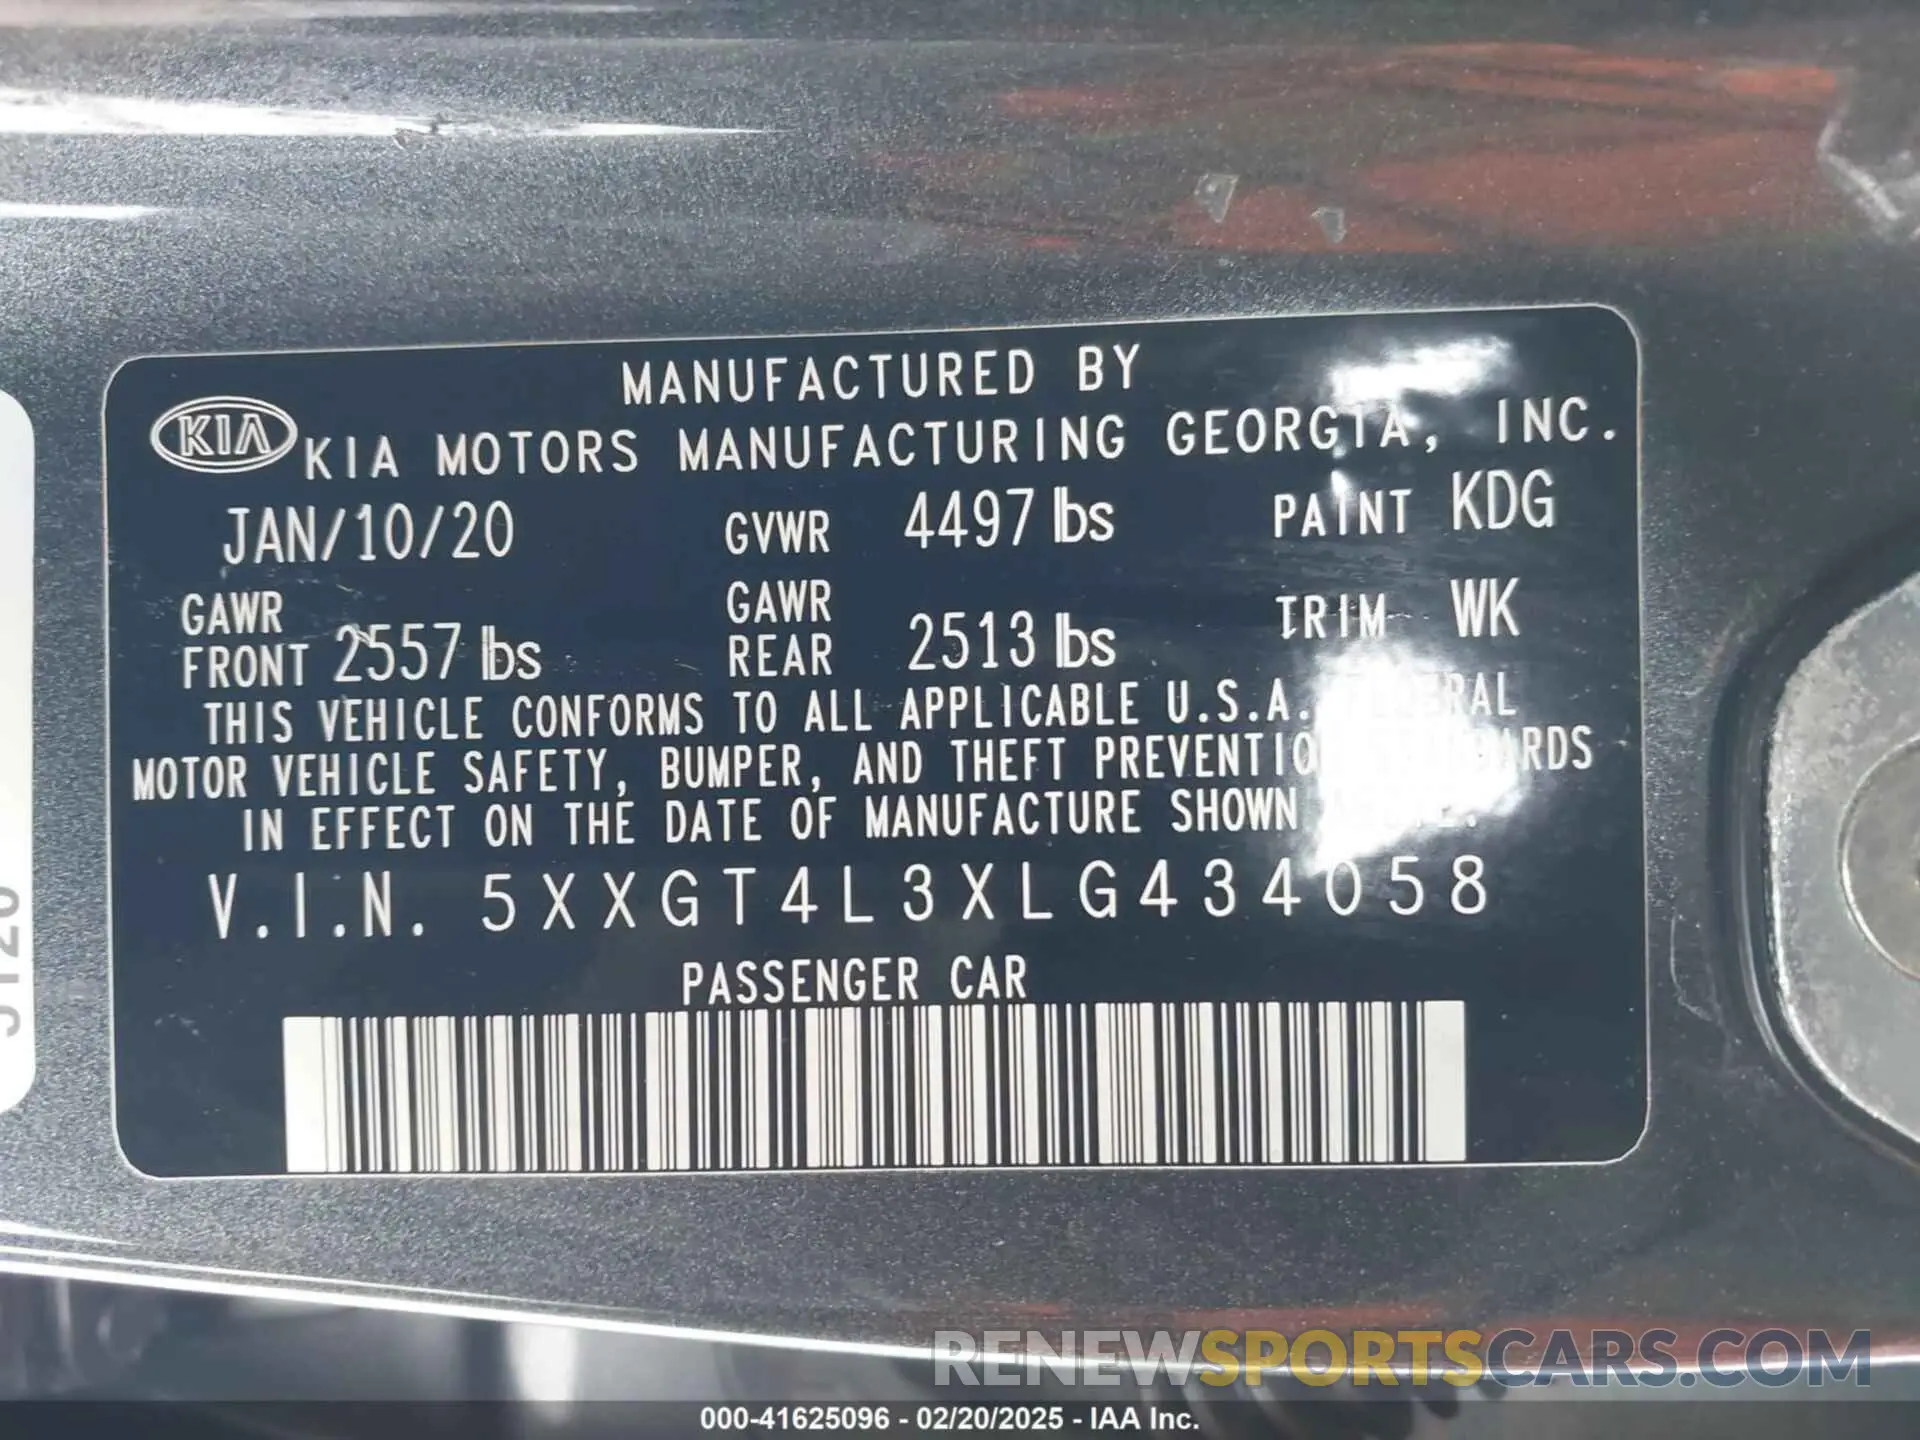 MANUFACTURED BY
KIA KIA MOTORS MANUFACTURING GEORGIA, INC.
JAN/10/20 GVWR 4497 lbs PAINT KDG
GAWR FRONT 2557 lbs GAWR REAR 2513 lbs TRIM WK
THIS VEHICLE CONFORMS TO ALL APPLICABLE U.S.A. FEDERAL
MOTOR VEHICLE SAFETY, BUMPER, AND THEFT PREVENTION STANDARDS
IN EFFECT ON THE DATE OF MANUFACTURE SHOWN
V.I.N. 5XXGT4L3XLG434058
PASSENGER CAR
RENEWSPORTSCARS.COM
000-41625096 - 02/20/2025 - IAA Inc.